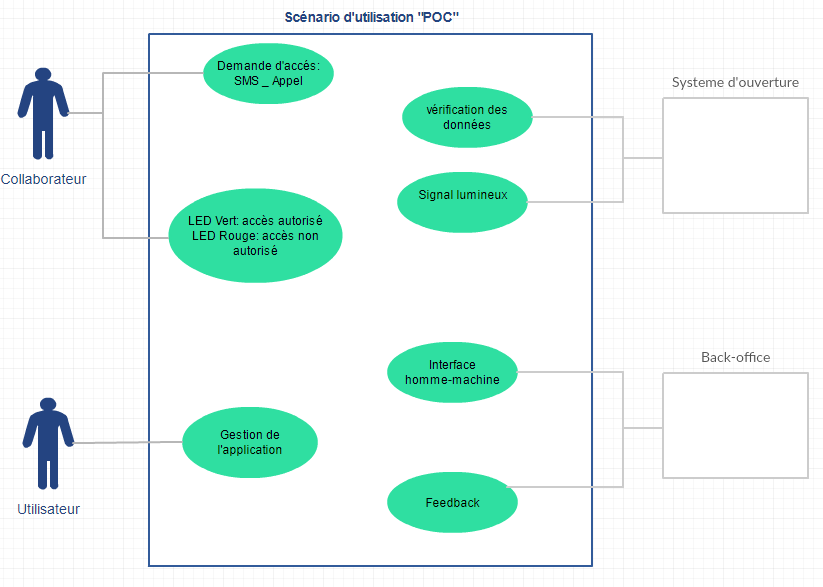 Scénario d'utilisation "POC"
Demande d'accés:
SMS _ Appel
Systeme d'ouverture
vérification des
données
Collaborateur
Signal lumineux
LED Vert: accès autorisé
LED Rouge: accès non
autorisé
Back-office
Interface
homme-machine
Gestion de
l'application
Utilisateur
Feedback